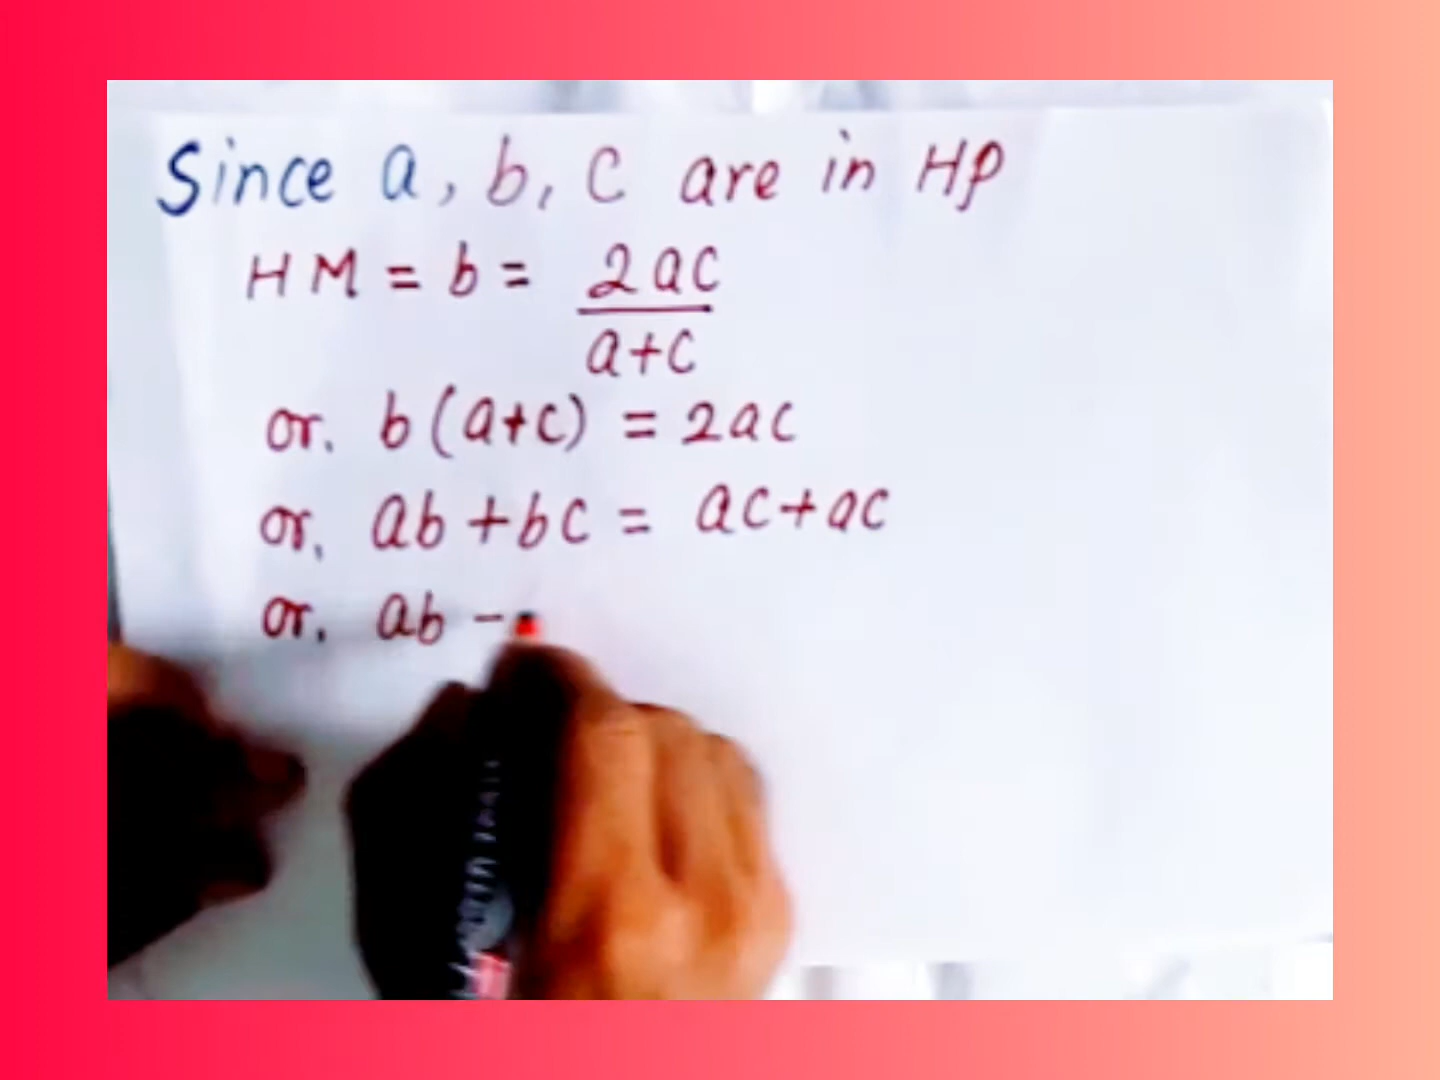 Since a, b, c are in HP
HM = b = 2ac
a+c
or. b(a+c) = 2ac
or, ab + bc = ac+ac
or. ab -